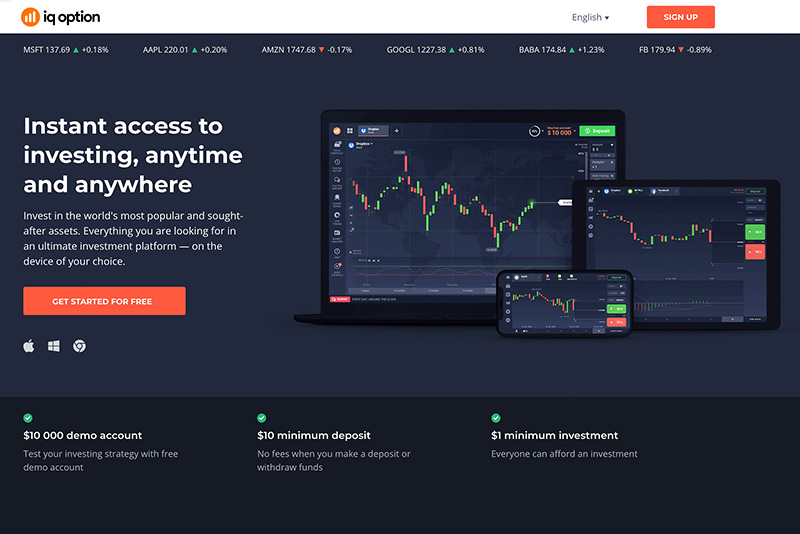 iq option
English
SIGN UP
MSFT 137.69 ▲ +0.18% AAPL 220.01 ▲ +0.20% AMZN 1747.68 ▼ -0.17% GOOGL 1227.38 ▲ +0.81% BABA 174.84 ▲ +1.23% FB 179.94 ▼ -0.89%
Instant access to
investing, anytime
and anywhere
Invest in the world's most popular and sought-
after assets. Everything you are looking for in
an ultimate investment platform — on the
device of your choice.
GET STARTED FOR FREE
$10 000
Deposit
$10 000 demo account
Test your investing strategy with free
demo account
$10 minimum deposit
No fees when you make a deposit or
withdraw funds
$1 minimum investment
Everyone can afford an investment